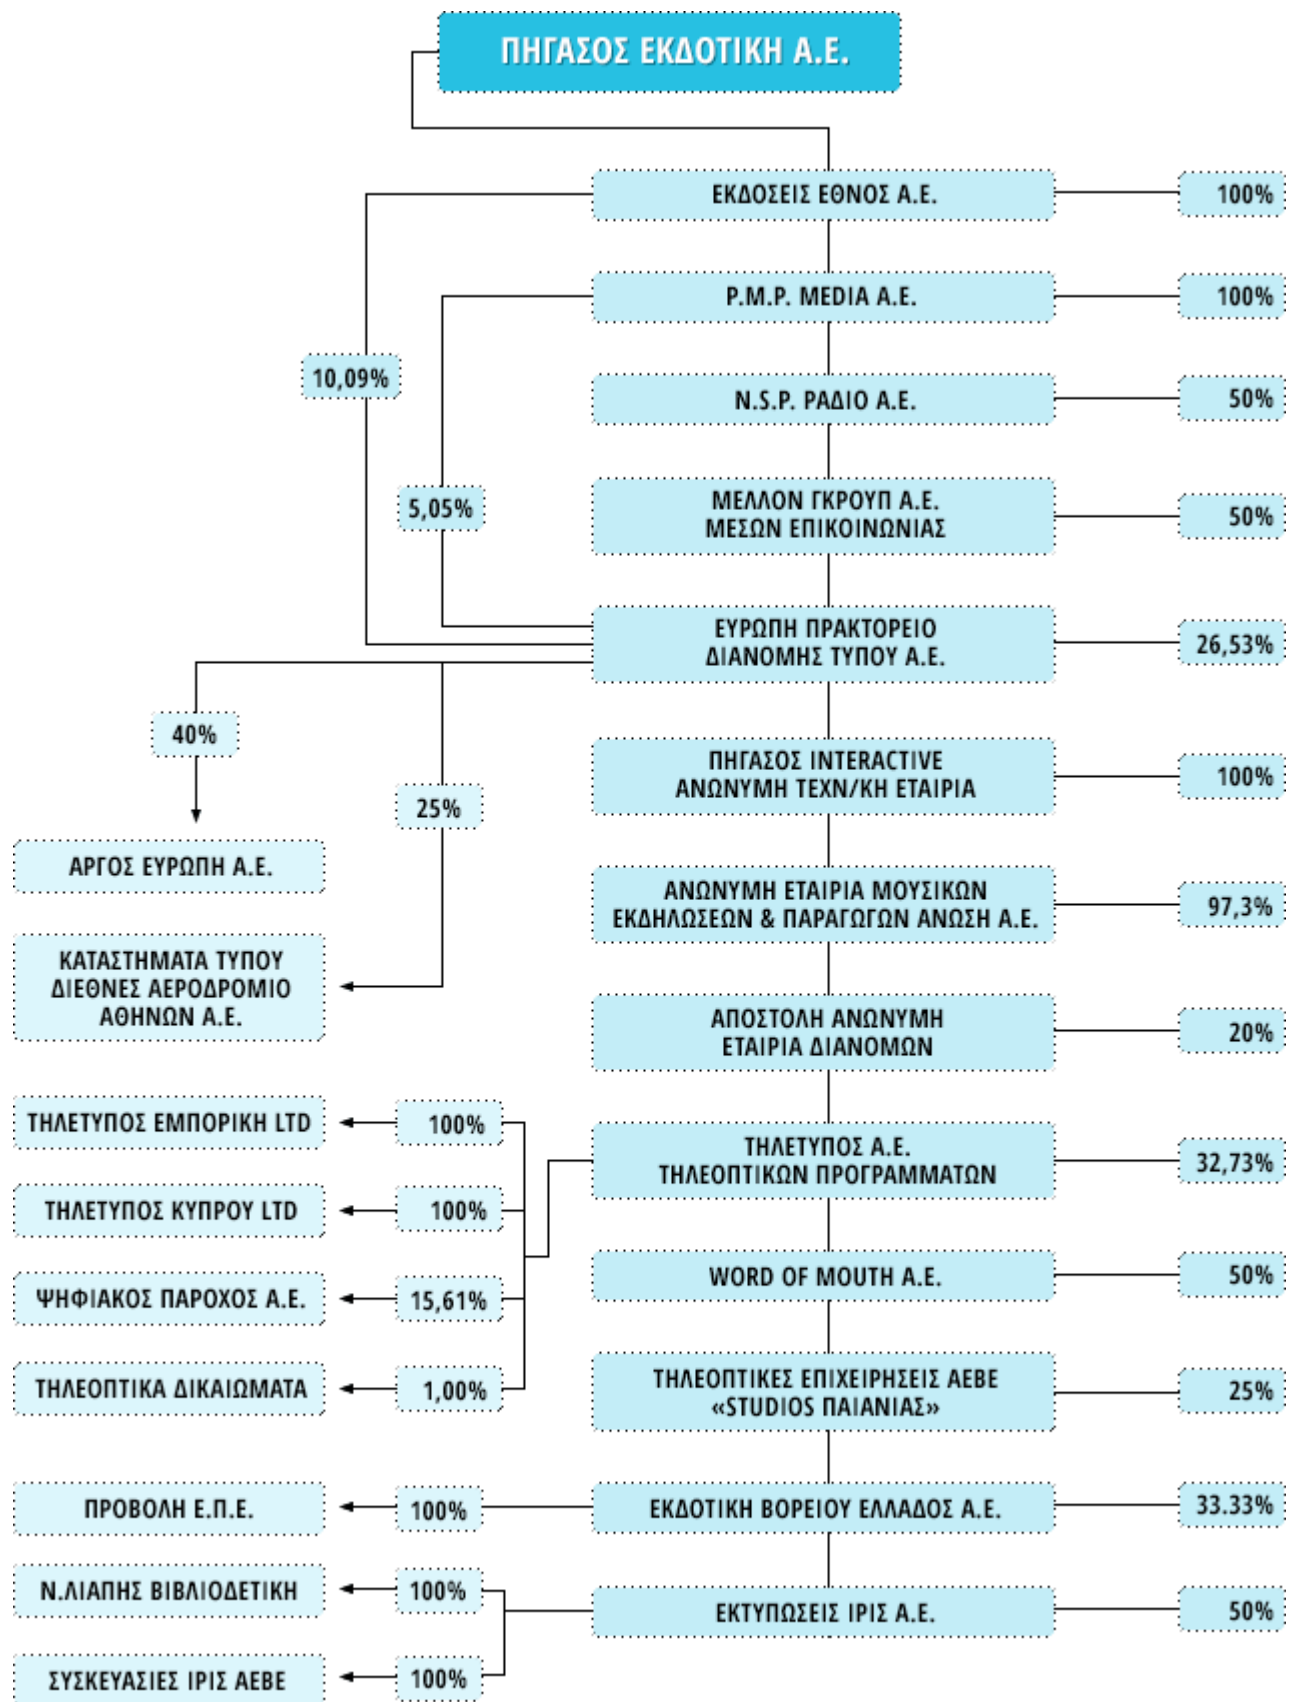 ΠΗΓΑΣΟΣ ΕΚΔΟΤΙΚΗ Α.Ε.
ΕΚΔΟΣΕΙΣ ΕΘΝΟΣ Α.Ε.
100%
P.M.P. MEDIA Α.Ε.
100%
10,09%
N.S.P. ΡΑΔΙΟ Α.Ε.
50%
5,05%
ΜΕΛΛΟΝ ΓΚΡΟΥΠ Α.Ε.
ΜΕΣΩΝ ΕΠΙΚΟΙΝΩΝΙΑΣ
50%
ΕΥΡΩΠΗ ΠΡΑΚΤΟΡΕΙΟ
ΔΙΑΝΟΜΗΣ ΤΥΠΟΥ Α.Ε.
26,53%
40%
ΠΗΓΑΣΟΣ INTERACTIVE
ΑΝΩΝΥΜΗ ΤΕΧΝ/ΚΗ ΕΤΑΙΡΙΑ
100%
25%
ΑΡΓΟΣ ΕΥΡΩΠΗ Α.Ε.
ΑΝΩΝΥΜΗ ΕΤΑΙΡΙΑ ΜΟΥΣΙΚΩΝ
ΕΚΔΗΛΩΣΕΩΝ & ΠΑΡΑΓΩΓΩΝ ΑΝΩΣΗ Α.Ε.
97,3%
ΚΑΤΑΣΤΗΜΑΤΑ ΤΥΠΟΥ
ΔΙΕΘΝΕΣ ΑΕΡΟΔΡΟΜΙΟ
ΑΘΗΝΩΝ Α.Ε.
ΑΠΟΣΤΟΛΗ ΑΝΩΝΥΜΗ
ΕΤΑΙΡΙΑ ΔΙΑΝΟΜΩΝ
20%
ΤΗΛΕΤΥΠΟΣ ΕΜΠΟΡΙΚΗ LTD
100%
ΤΗΛΕΤΥΠΟΣ Α.Ε.
ΤΗΛΕΟΠΤΙΚΩΝ ΠΡΟΓΡΑΜΜΑΤΩΝ
32,73%
ΤΗΛΕΤΥΠΟΣ ΚΥΠΡΟΥ LTD
100%
ΨΗΦΙΑΚΟΣ ΠΑΡΟΧΟΣ Α.Ε.
15,61%
WORD OF MOUTH Α.Ε.
50%
ΤΗΛΕΟΠΤΙΚΑ ΔΙΚΑΙΩΜΑΤΑ
1,00%
ΤΗΛΕΟΠΤΙΚΕΣ ΕΠΙΧΕΙΡΗΣΕΙΣ ΑΕΒΕ
«STUDIOS ΠΑΙΑΝΙΑΣ»
25%
ΠΡΟΒΟΛΗ Ε.Π.Ε.
100%
ΕΚΔΟΤΙΚΗ ΒΟΡΕΙΟΥ ΕΛΛΑΔΟΣ Α.Ε.
33.33%
Ν.ΛΙΑΠΗΣ ΒΙΒΛΙΟΔΕΤΙΚΗ
100%
ΕΚΤΥΠΩΣΕΙΣ ΙΡΙΣ Α.Ε.
50%
ΣΥΣΚΕΥΑΣΙΕΣ ΙΡΙΣ ΑΕΒΕ
100%